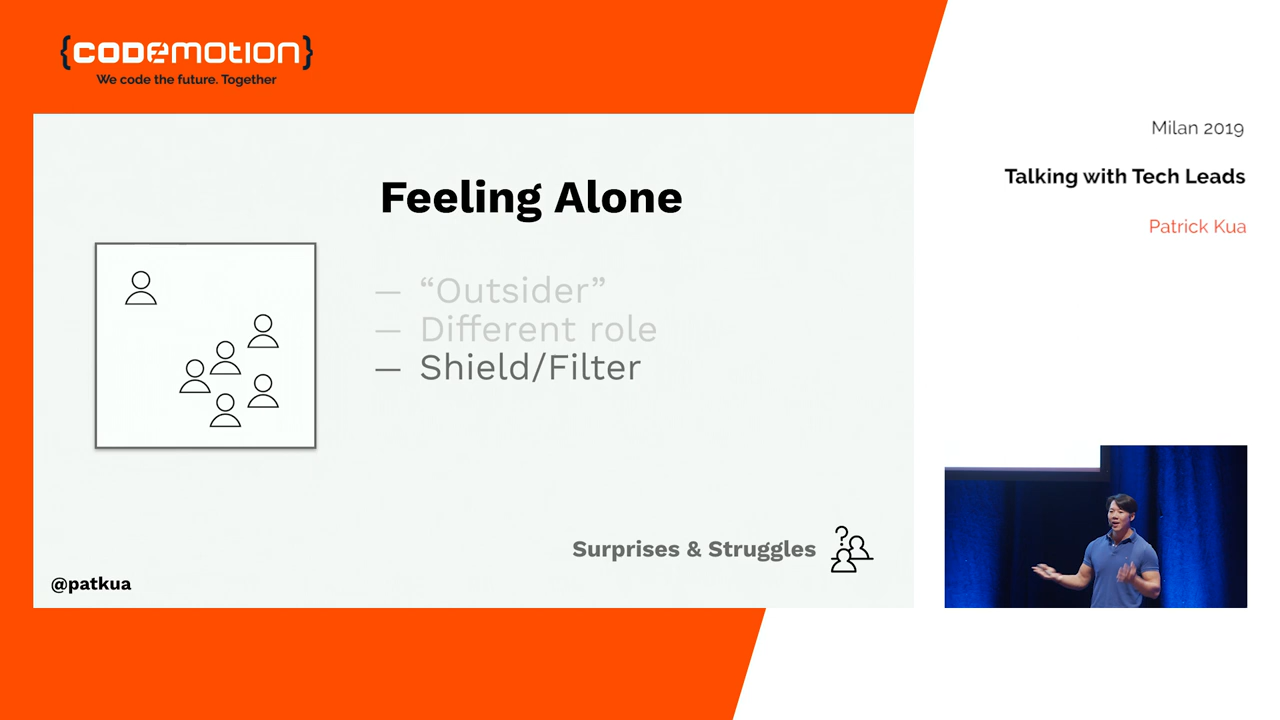 {CODEMOTION}
We code the future. Together
Milan 2019
Talking with Tech Leads
Patrick Kua
Feeling Alone
— “Outsider”
— Different role
— Shield/Filter
Surprises & Struggles
?
@patkua